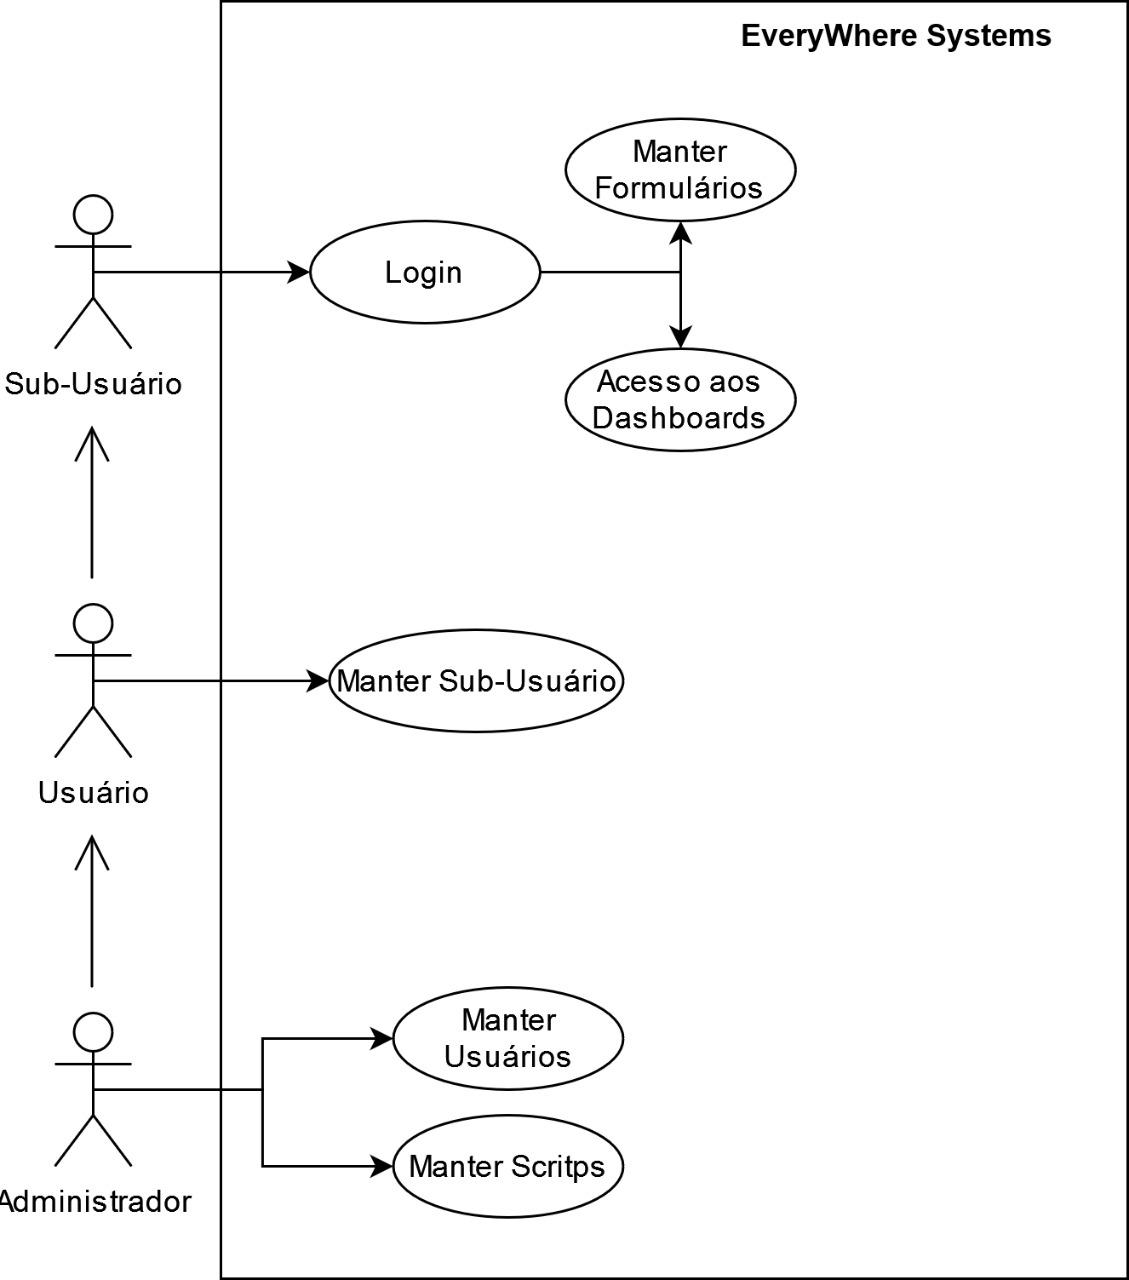 EveryWhere Systems
Manter
Formulários
Login
Sub-Usuário
Acesso aos
Dashboards
Manter Sub-Usuário
Usuário
Manter
Usuários
Manter Scritps
Administrador